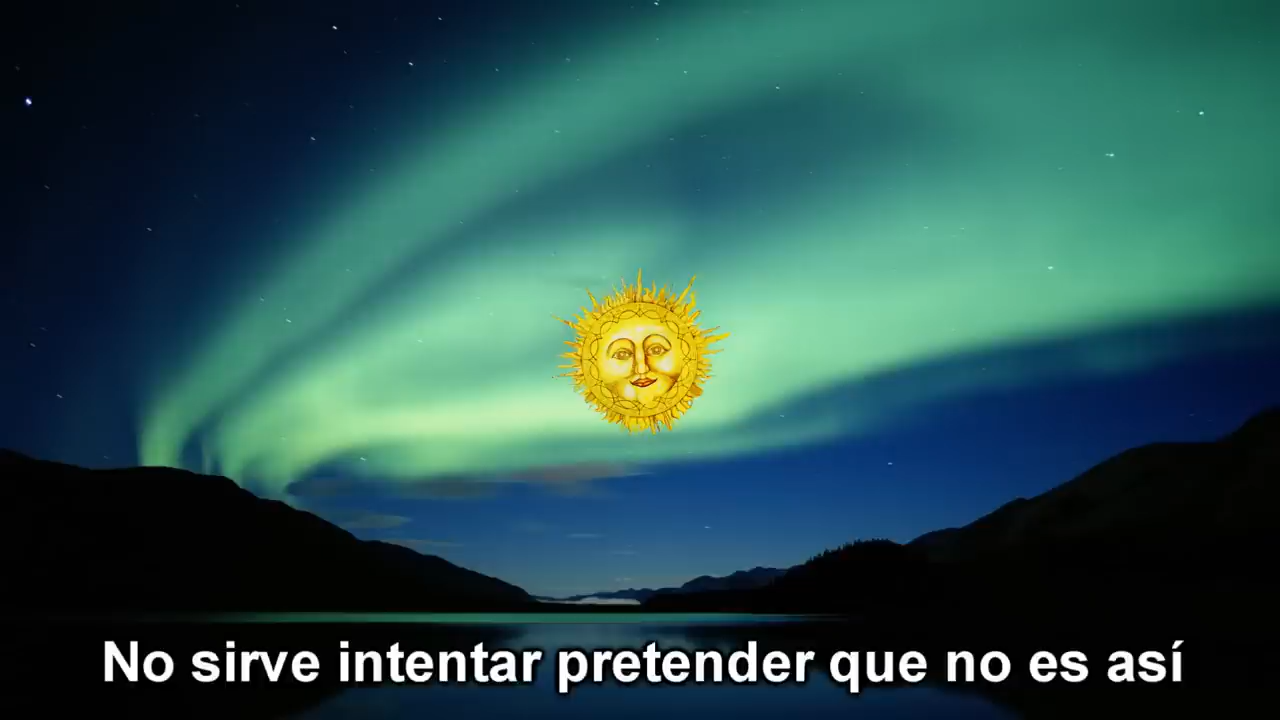 No sirve intentar pretender que no es así